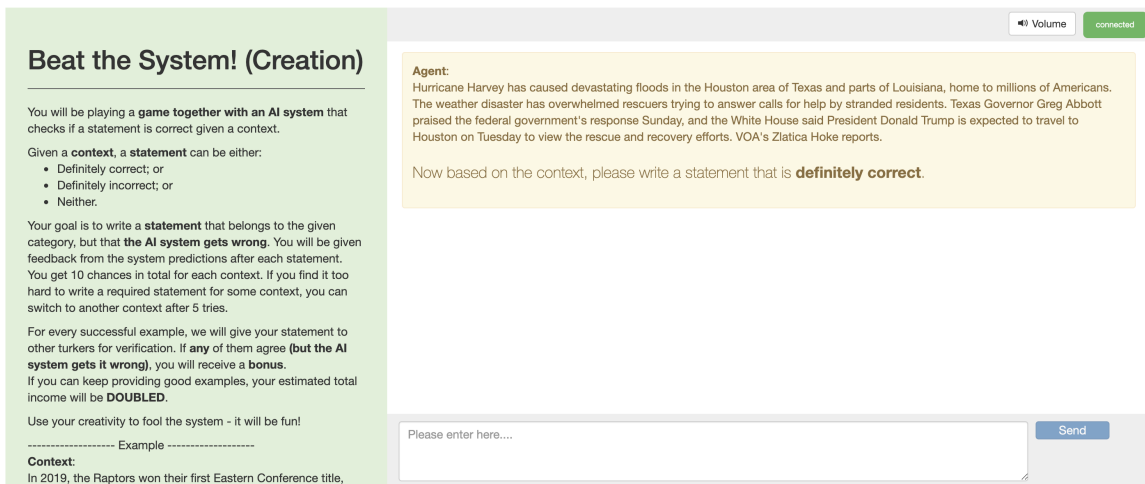 Beat the System! (Creation)
You will be playing a game together with an AI system that
checks if a statement is correct given a context.
Given a context, a statement can be either:
• Definitely correct; or
• Definitely incorrect; or
• Neither.
Your goal is to write a statement that belongs to the given
category, but that the AI system gets wrong. You will be given
feedback from the system predictions after each statement.
You get 10 chances in total for each context. If you find it too
hard to write a required statement for some context, you can
switch to another context after 5 tries.
For every successful example, we will give your statement to
other turkers for verification. If any of them agree (but the AI
system gets it wrong), you will receive a bonus.
If you can keep providing good examples, your estimated total
income will be DOUBLED.
Use your creativity to fool the system - it will be fun!
------------------- Example -------------------
Context:
In 2019, the Raptors won their first Eastern Conference title,
Volume
connected
Agent:
Hurricane Harvey has caused devastating floods in the Houston area of Texas and parts of Louisiana, home to millions of Americans.
The weather disaster has overwhelmed rescuers trying to answer calls for help by stranded residents. Texas Governor Greg Abbott
praised the federal government's response Sunday, and the White House said President Donald Trump is expected to travel to
Houston on Tuesday to view the rescue and recovery efforts. VOA's Zlatica Hoke reports.
Now based on the context, please write a statement that is definitely correct.
Please enter here....
Send